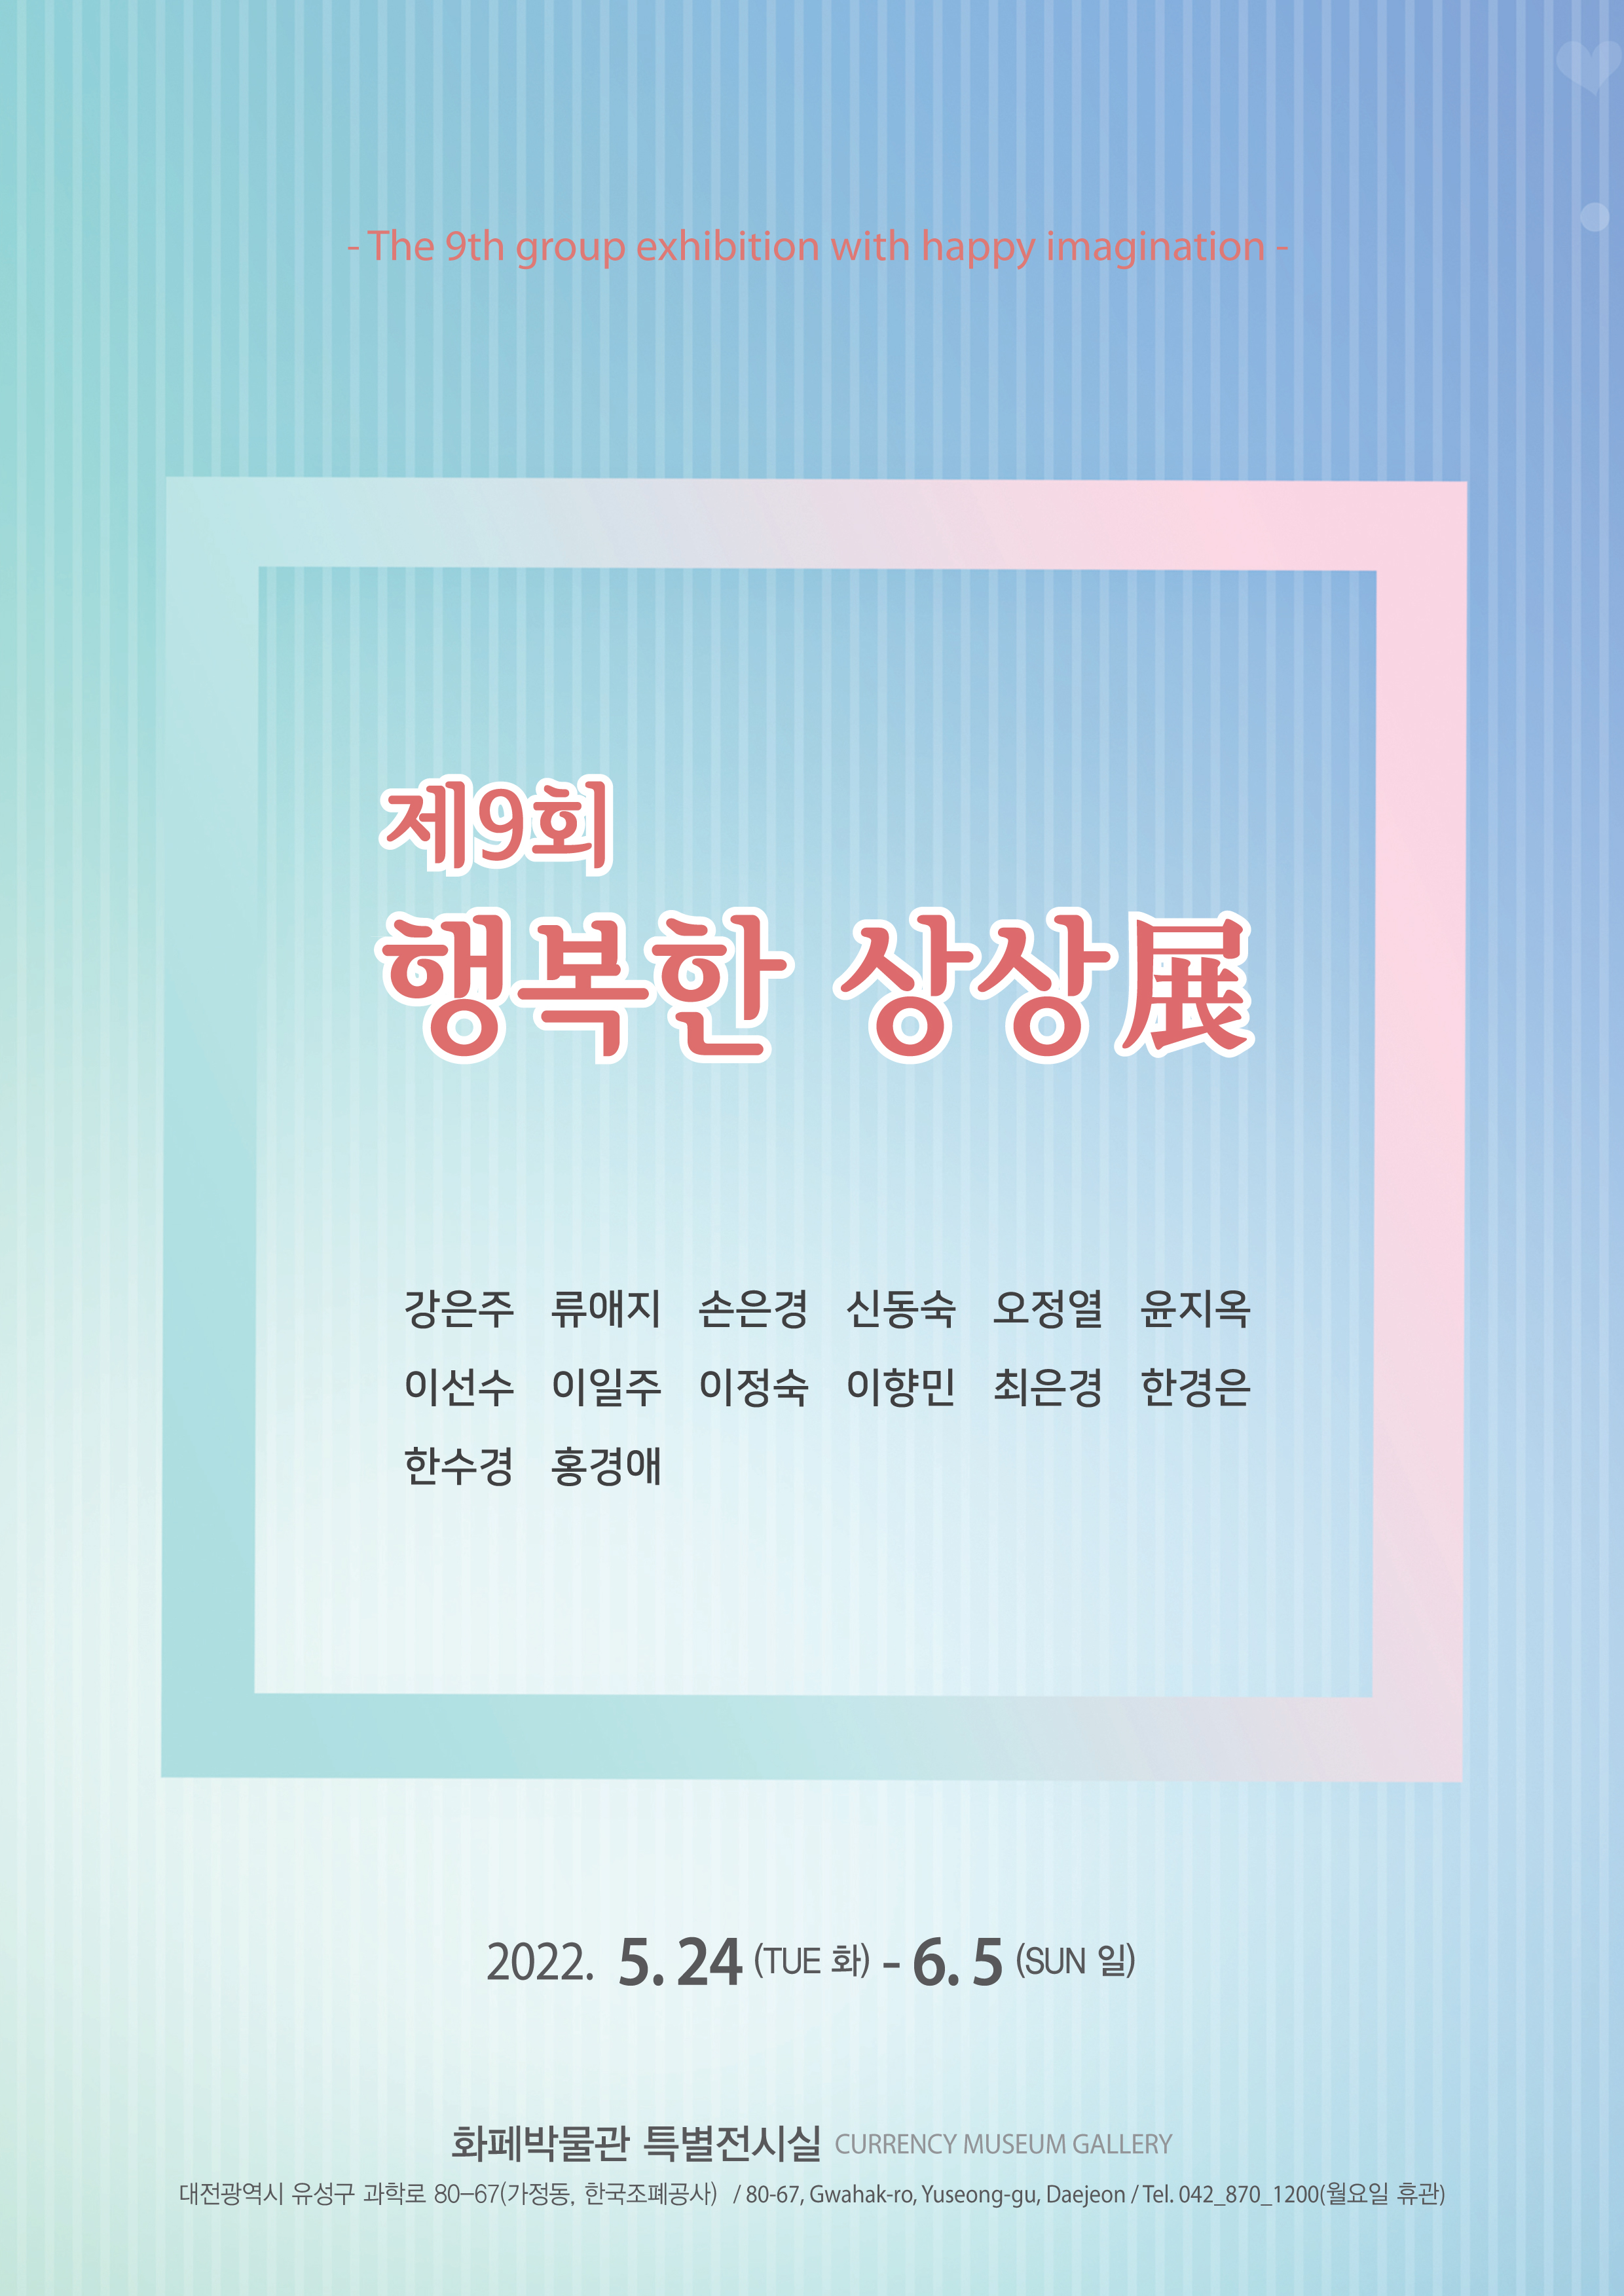 - The 9th group exhibition with happy imagination -
제9회
행복한 상상展
강은주 류애지 손은경 신동숙 오정열 윤지옥
이선수 이일주 이정숙 이향민 최은경 한경은
한수경 홍경애
2022. 5. 24 (TUE 화) - 6. 5 (SUN 일)
화페박물관 특별전시실 CURRENCY MUSEUM GALLERY
대전광역시 유성구 과학로 80-67(가정동, 한국조폐공사) / 80-67, Gwahak-ro, Yuseong-gu, Daejeon / Tel. 042_870_1200(월요일 휴관)